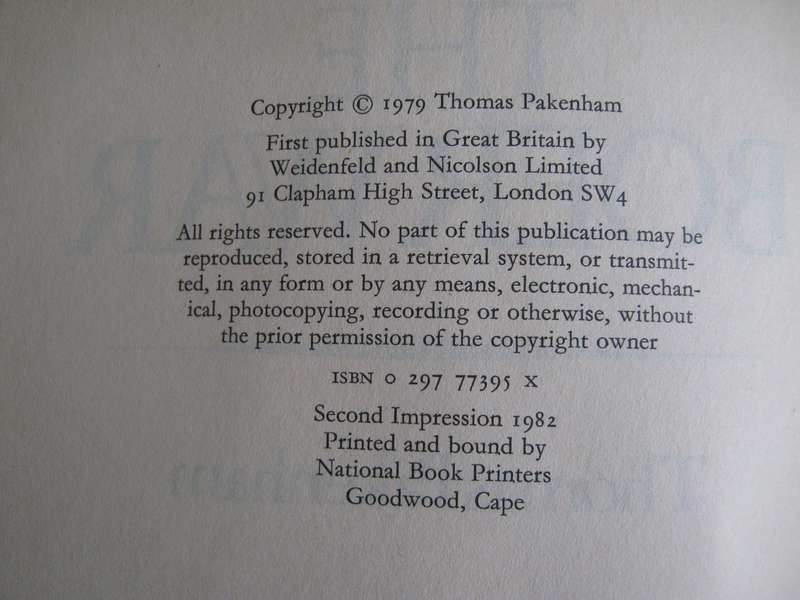 Copyright © 1979 Thomas Pakenham
First published in Great Britain by
Weidenfeld and Nicolson Limited
91 Clapham High Street, London SW4
All rights reserved. No part of this publication may be
reproduced, stored in a retrieval system, or transmit-
ted, in any form or by any means, electronic, mechan-
ical, photocopying, recording or otherwise, without
the prior permission of the copyright owner
ISBN 0 297 77395 X
Second Impression 1982
Printed and bound by
National Book Printers
Goodwood, Cape